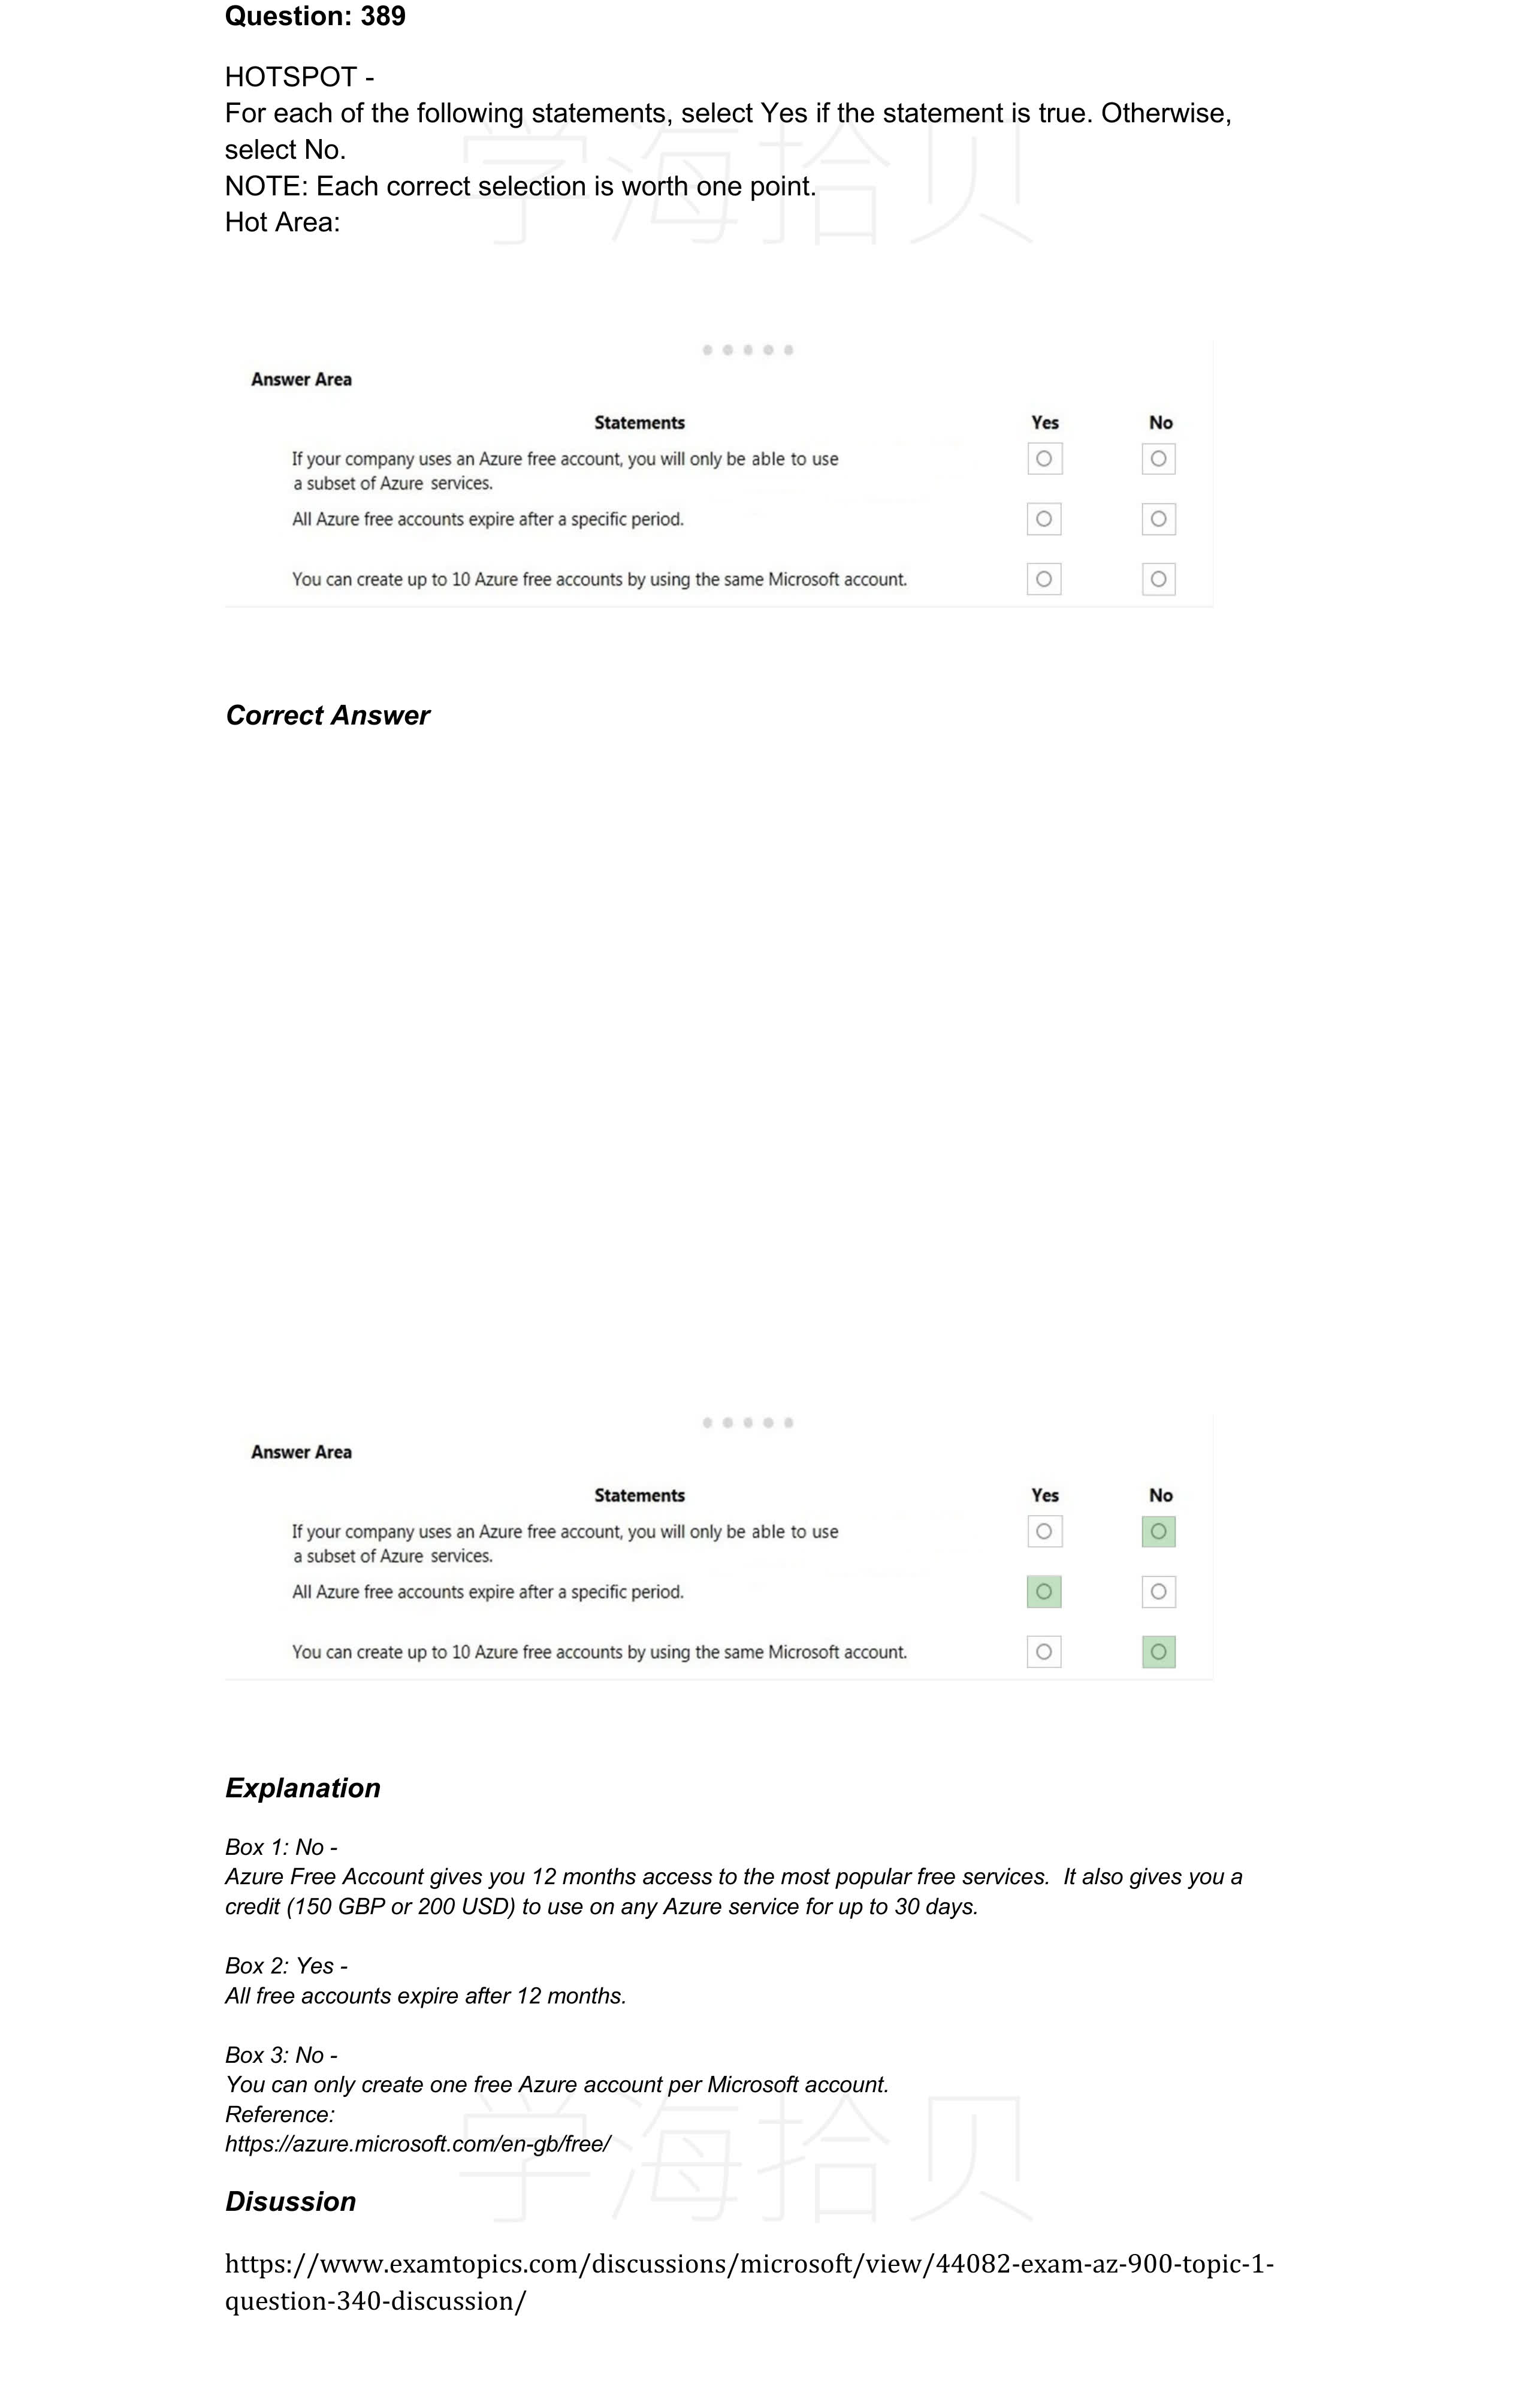 Question: 389
HOTSPOT -
For each of the following statements, select Yes if the statement is true. Otherwise,
select No.
NOTE: Each correct selection is worth one point.
Hot Area:
学海拾贝
Answer Area
Statements Yes No
If your company uses an Azure free account, you will only be able to use
a subset of Azure services.
All Azure free accounts expire after a specific period.
You can create up to 10 Azure free accounts by using the same Microsoft account.
Correct Answer
Answer Area
Statements Yes No
If your company uses an Azure free account, you will only be able to use
a subset of Azure services.
All Azure free accounts expire after a specific period.
You can create up to 10 Azure free accounts by using the same Microsoft account.
Explanation
Box 1: No -
Azure Free Account gives you 12 months access to the most popular free services. It also gives you a
credit (150 GBP or 200 USD) to use on any Azure service for up to 30 days.
Box 2: Yes -
All free accounts expire after 12 months.
Box 3: No -
You can only create one free Azure account per Microsoft account.
Reference:
https://azure.microsoft.com/en-gb/free/
学海拾贝
Disussion
https://www.examtopics.com/discussions/microsoft/view/44082-exam-az-900-topic-1-
question-340-discussion/